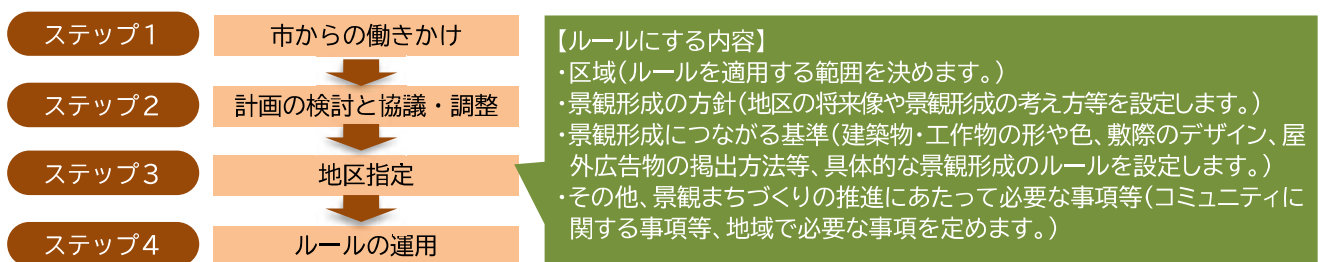 ステップ1
市からの働きかけ
ステップ2
計画の検討と協議・調整
ステップ3
地区指定
ステップ4
ルールの運用
【ルールにする内容】
・区域(ルールを適用する範囲を決めます。)
・景観形成の方針(地区の将来像や景観形成の考え方等を設定します。)
・景観形成につながる基準(建築物・工作物の形や色、敷際のデザイン、屋
外広告物の掲出方法等、具体的な景観形成のルールを設定します。)
・その他、景観まちづくりの推進にあたって必要な事項等(コミュニティに
関する事項等、地域で必要な事項を定めます。)